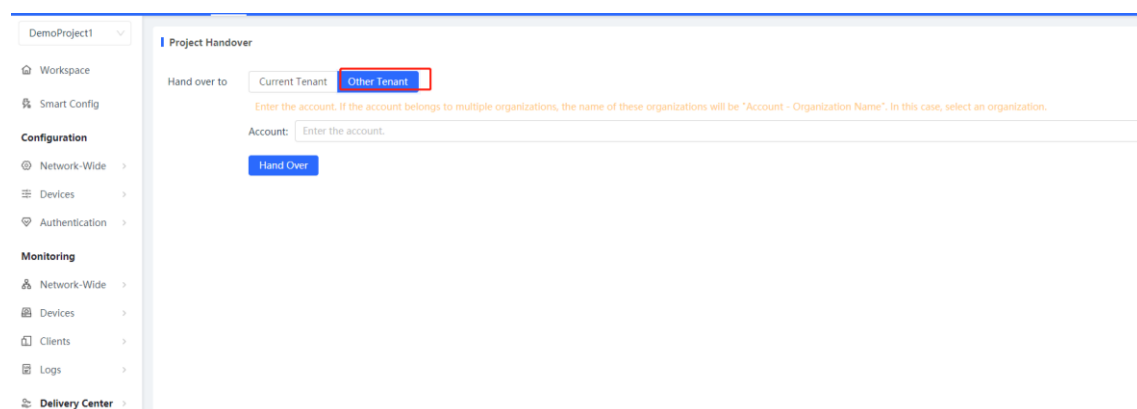 DemoProject1
Workspace
Smart Config
Configuration
Network-Wide
Devices
Authentication
Monitoring
Network-Wide
Devices
Clients
Logs
Delivery Center
Project Handover
Hand over to Current Tenant Other Tenant
Enter the account. If the account belongs to multiple organizations, the name of these organizations will be "Account - Organization Name". In this case, select an organization.
Account: Enter the account.
Hand Over